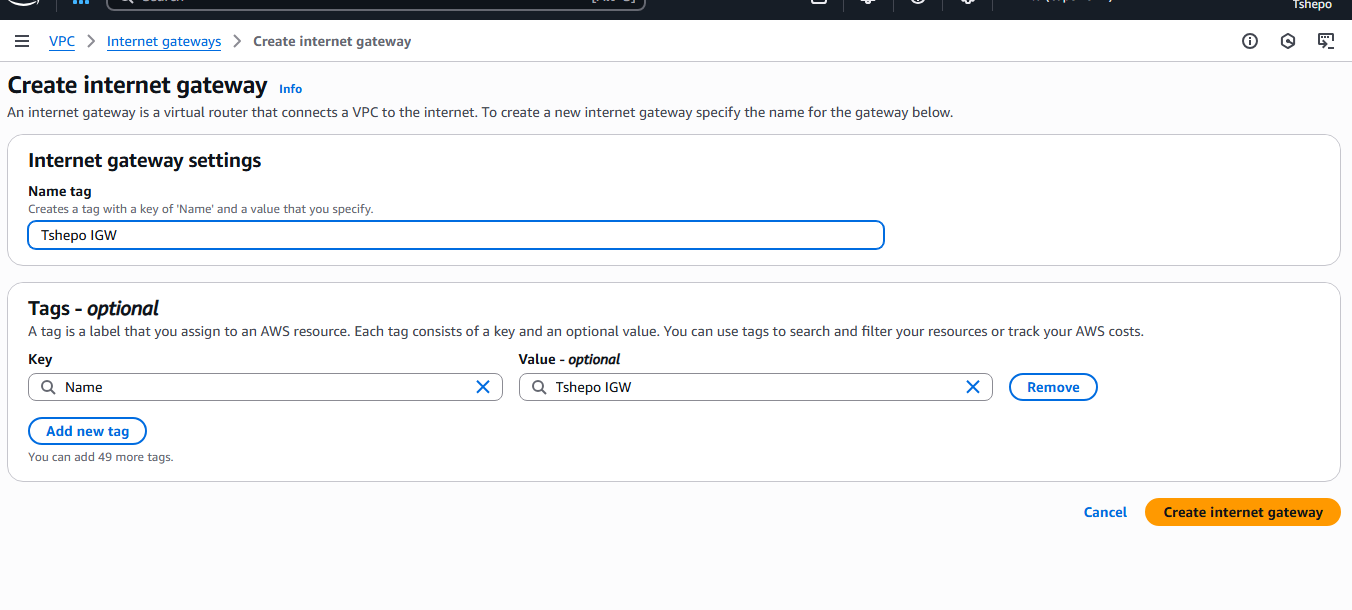 Tshepo
VPC > Internet gateways > Create internet gateway
Create internet gateway Info
An internet gateway is a virtual router that connects a VPC to the internet. To create a new internet gateway specify the name for the gateway below.
Internet gateway settings
Name tag
Creates a tag with a key of 'Name' and a value that you specify.
Tshepo IGW
Tags - optional
A tag is a label that you assign to an AWS resource. Each tag consists of a key and an optional value. You can use tags to search and filter your resources or track your AWS costs.
Key Value - optional
Name Tshepo IGW Remove
Add new tag
You can add 49 more tags.
Cancel Create internet gateway